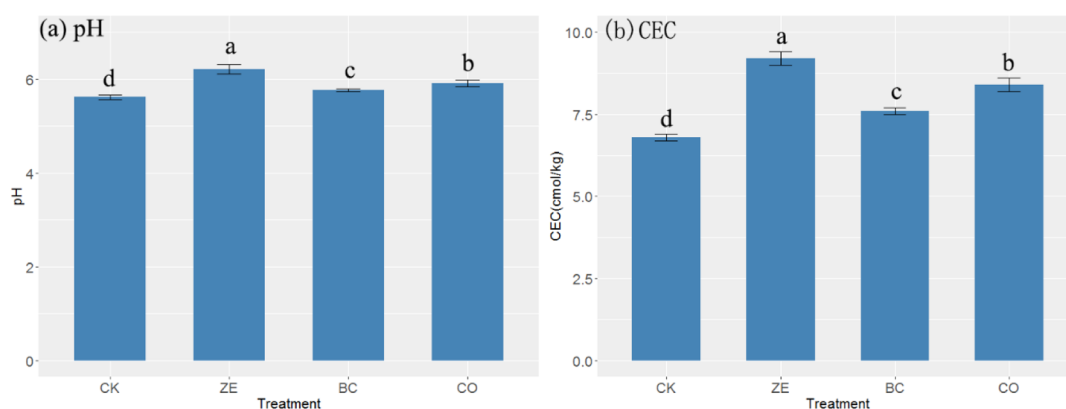 (a) pH
d
a
c
b
6
4
2
0
pH
CK
ZE
BC
CO
Treatment
(b) CEC
d
a
c
b
10.0
7.5
5.0
2.5
0.0
CEC(cmol/kg)
CK
ZE
BC
CO
Treatment